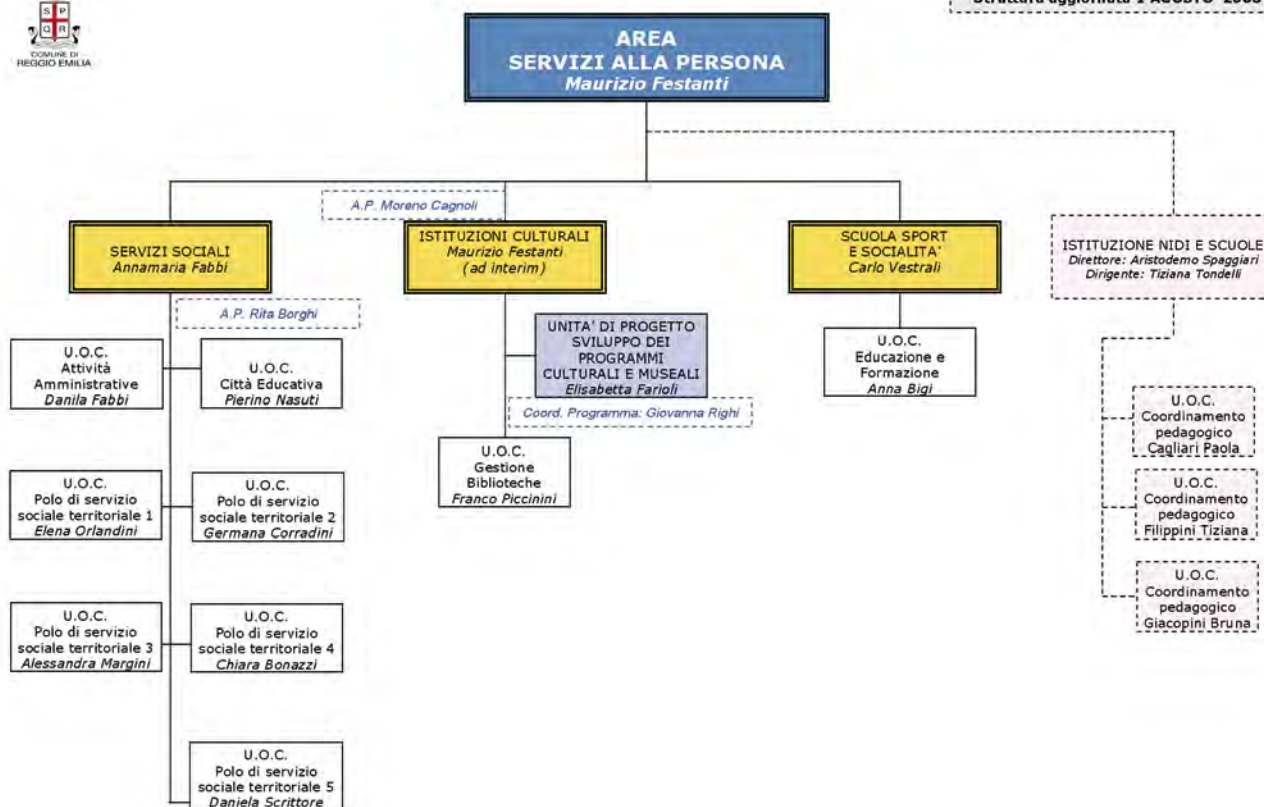 Struttura aggiornata 1 AGOSTO 2008
S P
Q R
COMUNE DI
REGGIO EMILIA
AREA
SERVIZI ALLA PERSONA
Maurizio Festanti
A.P. Moreno Cagnoli
SERVIZI SOCIALI
Annamaria Fabbi
ISTITUZIONI CULTURALI
Maurizio Festanti
(ad interim)
SCUOLA SPORT
E SOCIALITA'
Carlo Vestrali
ISTITUZIONE NIDI E SCUOLE
Direttore: Aristodemo Spaggiari
Dirigente: Tiziana Tondelli
A.P. Rita Borghi
U.O.C.
Attività
Amministrative
Danila Fabbi
U.O.C.
Città Educativa
Pierino Nasuti
UNITA' DI PROGETTO
SVILUPPO DEI
PROGRAMMI
CULTURALI E MUSEALI
Elisabetta Farioli
Coord. Programma: Giovanna Righi
U.O.C.
Educazione e
Formazione
Anna Bigi
U.O.C.
Gestione
Biblioteche
Franco Piccinini
U.O.C.
Coordinamento
pedagogico
Cagliari Paola
U.O.C.
Polo di servizio
sociale territoriale 1
Elena Orlandini
U.O.C.
Polo di servizio
sociale territoriale 2
Germana Corradini
U.O.C.
Coordinamento
pedagogico
Filippini Tiziana
U.O.C.
Polo di servizio
sociale territoriale 3
Alessandra Margini
U.O.C.
Polo di servizio
sociale territoriale 4
Chiara Bonazzi
U.O.C.
Coordinamento
pedagogico
Giacopini Bruna
U.O.C.
Polo di servizio
sociale territoriale 5
Daniela Scrittore